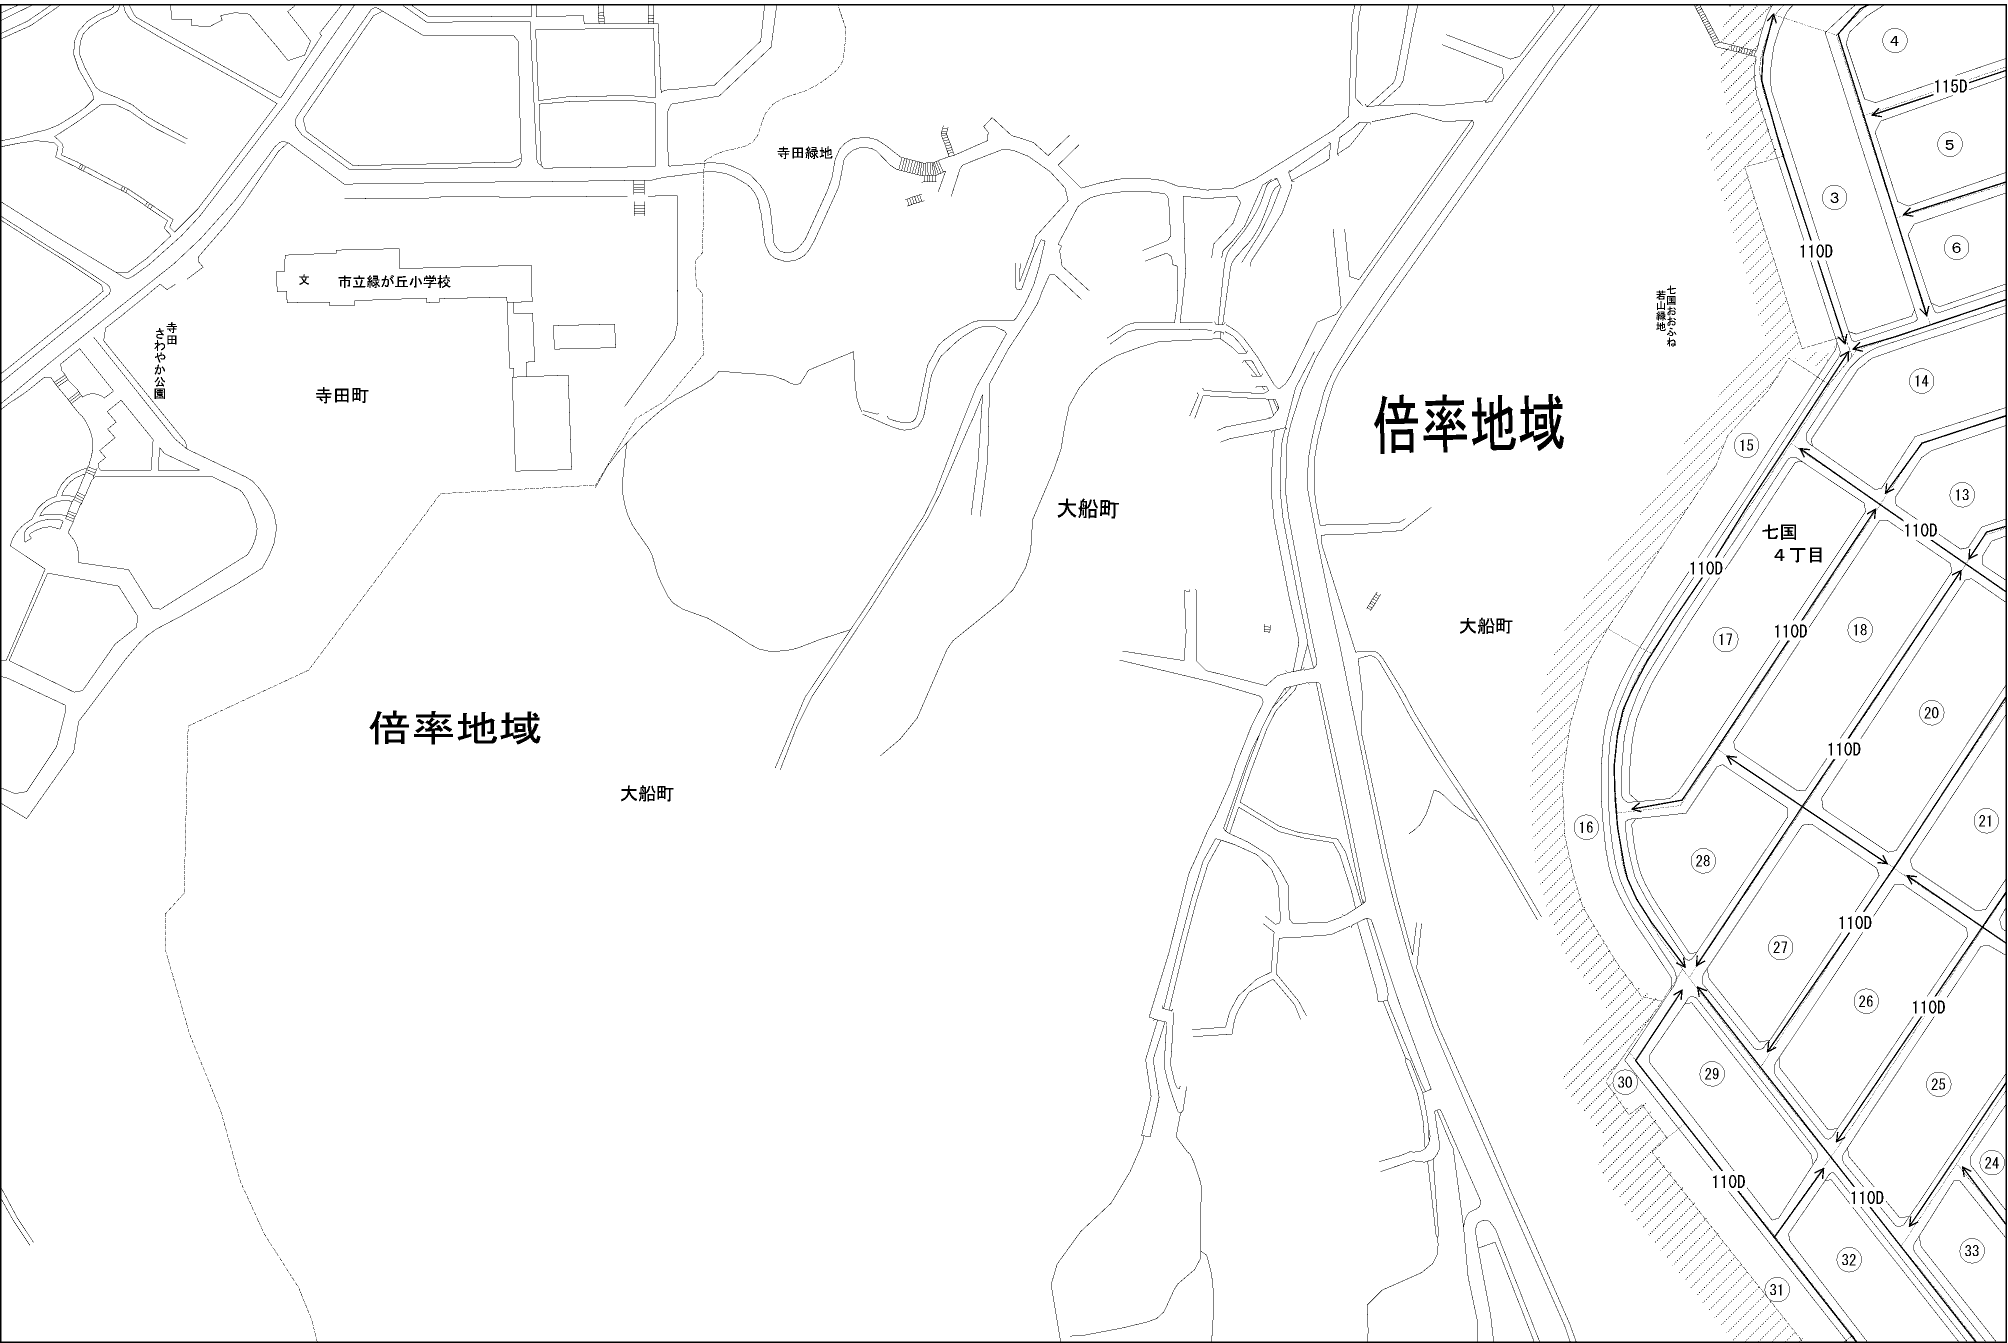 4
115D
5
寺田緑地
3
6
110D
文
市立緑が丘小学校
七国おおふね
若山緑地
寺田
さわやか公園
寺田町
14
倍率地域
15
13
大船町
110D
七国
4丁目
110D
大船町
110D
18
17
20
倍率地域
110D
大船町
21
16
28
110D
27
26
110D
29
30
25
24
110D
110D
33
32
31